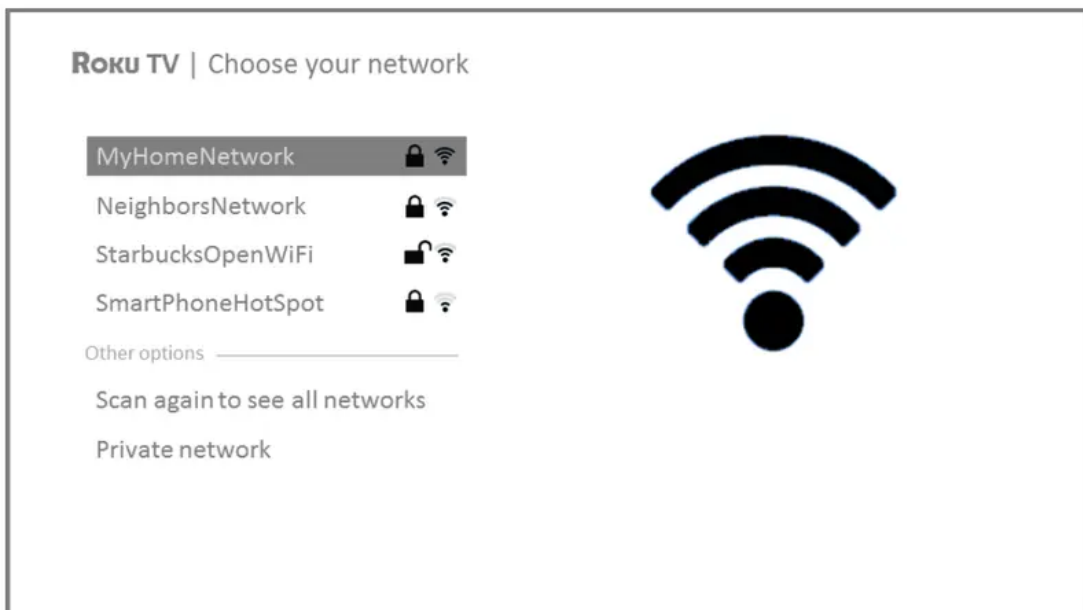 Roku TV | Choose your network
MyHomeNetwork
NeighborsNetwork
StarbucksOpenWiFi
SmartPhoneHotSpot
Other options
Scan again to see all networks
Private network